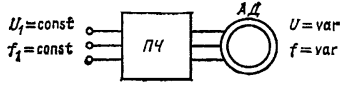 U₁=const
f₁=const
ПЧ
АД
U=var
f=var